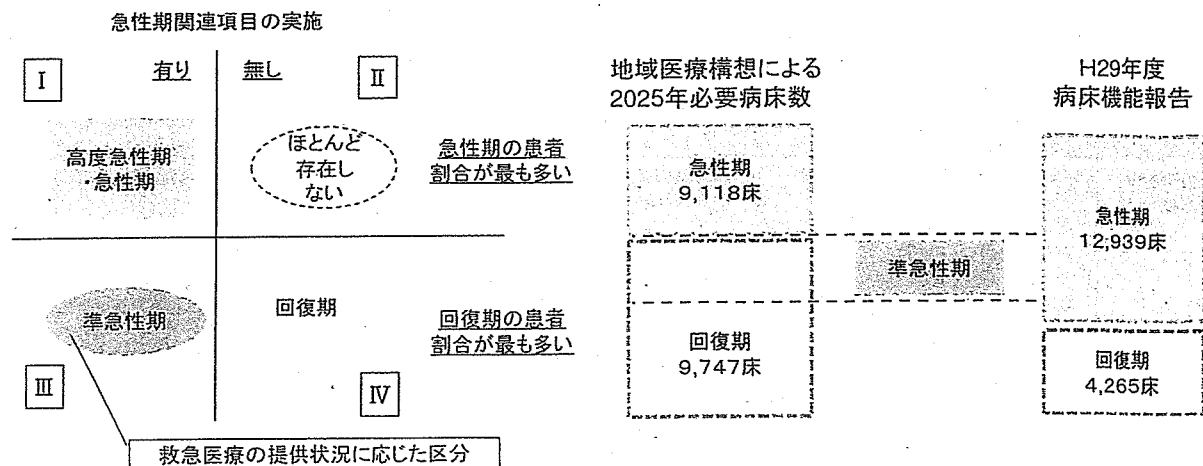 急性期関連項目の実施
Ⅰ
有り
無し
Ⅱ
高度急性期
・急性期
ほとんど
存在し
ない
急性期の患者
割合が最も多い
準急性期
回復期
回復期の患者
割合が最も多い
Ⅲ
Ⅳ
救急医療の提供状況に応じた区分
地域医療構想による
2025年必要病床数
急性期
9,118床
回復期
9,747床
準急性期
H29年度
病床機能報告
急性期
12,939床
回復期
4,265床